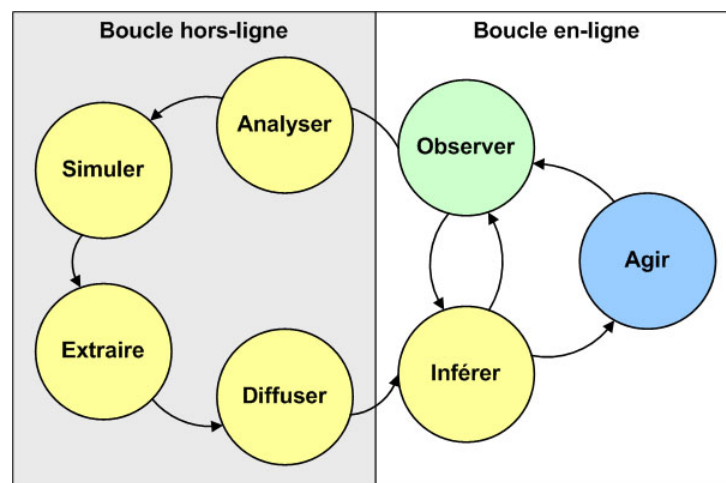 Boucle hors-ligne
Boucle en-ligne
Analyser
Observer
Simuler
Agir
Extraire
Inférer
Diffuser